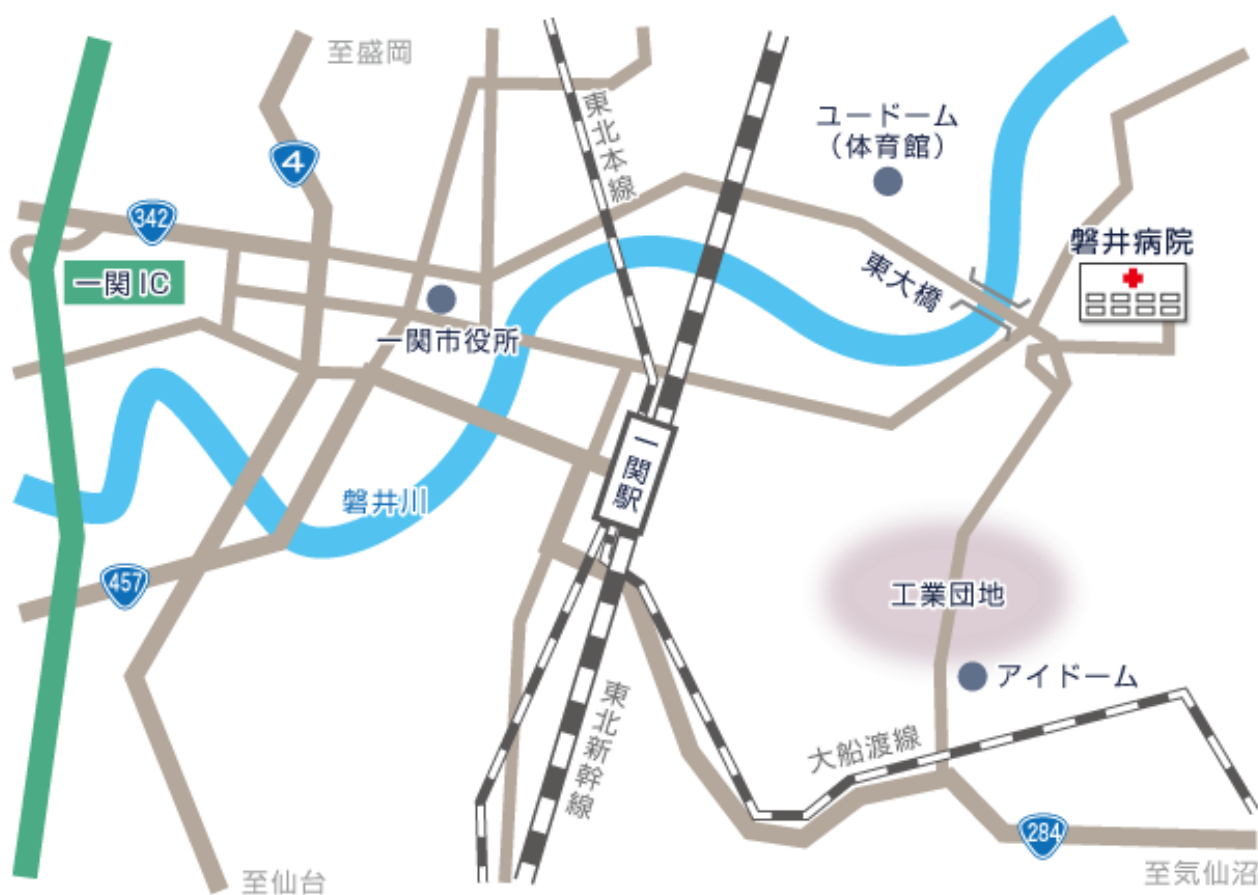 至盛岡
4
東北本線
ユードーム
（体育館）
342
磐井病院
一関IC
東大橋
一関市役所
一関駅
磐井川
457
工業団地
アイドーム
東北新幹線
大船渡線
284
至仙台
至気仙沼